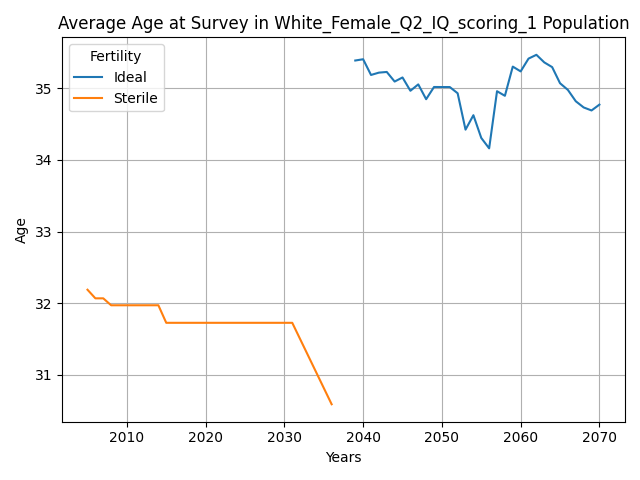 Average Age at Survey in White_Female_Q2_IQ_scoring_1 Population
Fertility
Ideal
Sterile
35
34
33
32
31
Age
2010 2020 2030 2040 2050 2060 2070
Years